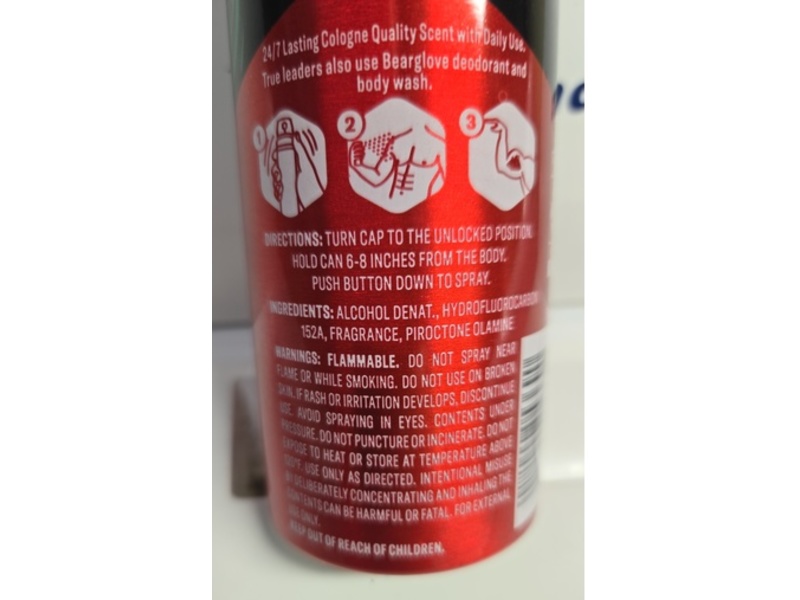 24/7 Lasting Cologne Quality Scent with Daily Use.
True leaders also use Bearglove deodorant and
body wash.
1
2
3
DIRECTIONS: TURN CAP TO THE UNLOCKED POSITION.
HOLD CAN 6-8 INCHES FROM THE BODY.
PUSH BUTTON DOWN TO SPRAY.
INGREDIENTS: ALCOHOL DENAT., HYDROFLUOROCARBON
152A, FRAGRANCE, PIROCTONE OLAMINE
WARNINGS: FLAMMABLE. DO NOT SPRAY NEAR
FLAME OR WHILE SMOKING. DO NOT USE ON BROKEN
SKIN. IF RASH OR IRRITATION DEVELOPS, DISCONTINUE
USE. AVOID SPRAYING IN EYES. CONTENTS UNDER
PRESSURE. DO NOT PUNCTURE OR INCINERATE. DO NOT
EXPOSE TO HEAT OR STORE AT TEMPERATURE ABOVE
120°F. USE ONLY AS DIRECTED. INTENTIONAL MISUSE
BY DELIBERATELY CONCENTRATING AND INHALING THE
CONTENTS CAN BE HARMFUL OR FATAL. FOR EXTERNAL
USE ONLY.
KEEP OUT OF REACH OF CHILDREN.